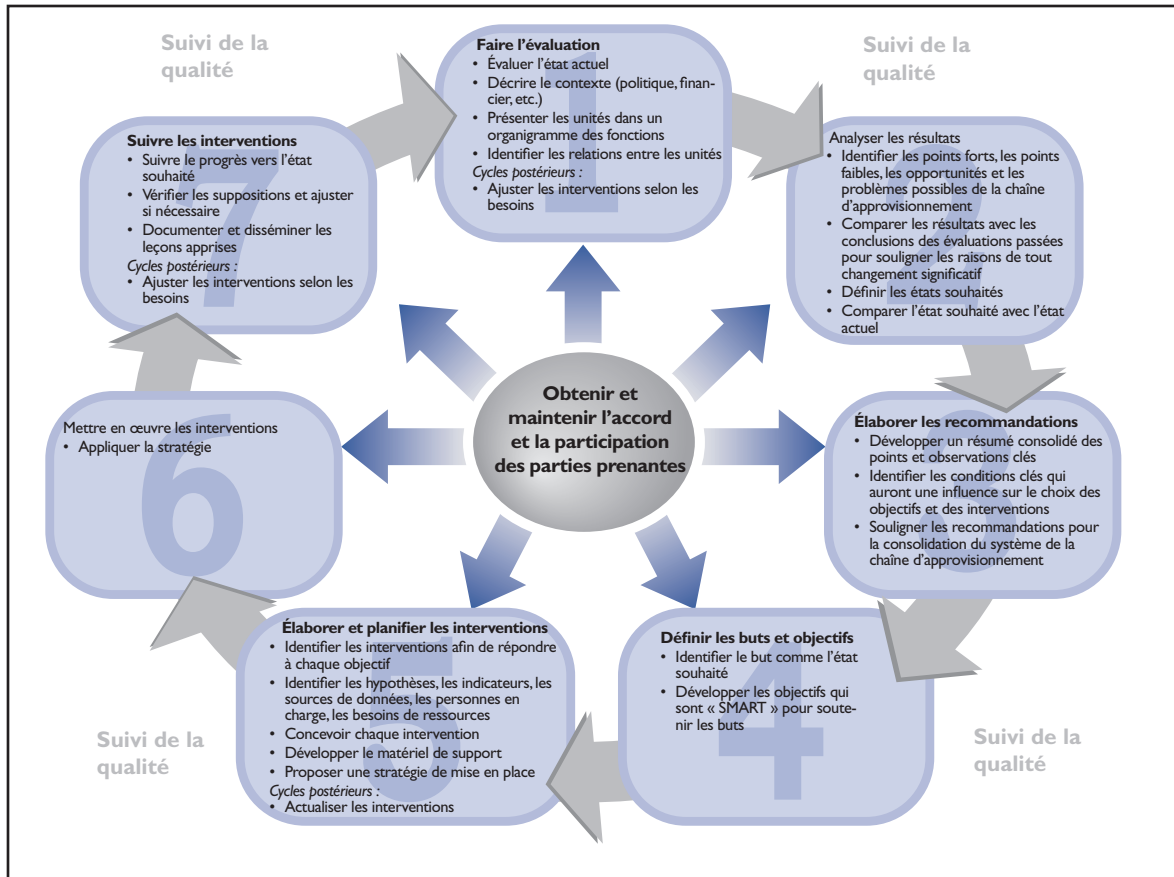 Suivi de la
qualité
Suivi de la
qualité
1
Faire l’évaluation
• Évaluer l’état actuel
• Décrire le contexte (politique, finan-
cier, etc.)
• Présenter les unités dans un
organigramme des fonctions
• Identifier les relations entre les unités
Cycles postérieurs :
• Ajuster les interventions selon les
besoins
2
Analyser les résultats
• Identifier les points forts, les points
faibles, les opportunités et les
problèmes possibles de la chaîne
d’approvisionnement
• Comparer les résultats avec les
conclusions des évaluations passées
pour souligner les raisons de tout
changement significatif
• Définir les états souhaités
• Comparer l’état souhaité avec l’état
actuel
3
Élaborer les recommandations
• Développer un résumé consolidé des
points et observations clés
• Identifier les conditions clés qui
auront une influence sur le choix des
objectifs et des interventions
• Souligner les recommandations pour
la consolidation du système de la
chaîne d’approvisionnement
4
Définir les buts et objectifs
• Identifier le but comme l’état
souhaité
• Développer les objectifs qui
sont « SMART » pour soute-
nir les buts
5
Élaborer et planifier les interventions
• Identifier les interventions afin de répondre
à chaque objectif
• Identifier les hypothèses, les indicateurs, les
sources de données, les personnes en
charge, les besoins de ressources
• Concevoir chaque intervention
• Développer le matériel de support
• Proposer une stratégie de mise en place
Cycles postérieurs :
• Actualiser les interventions
6
Mettre en œuvre les interventions
• Appliquer la stratégie
7
Suivre les interventions
• Suivre le progrès vers l’état
souhaité
• Vérifier les suppositions et ajuster
si nécessaire
• Documenter et disséminer les
leçons apprises
Cycles postérieurs :
• Ajuster les interventions selon les
besoins
Obtenir et
maintenir l’accord
et la participation
des parties prenantes
Suivi de la
qualité
Suivi de la
qualité